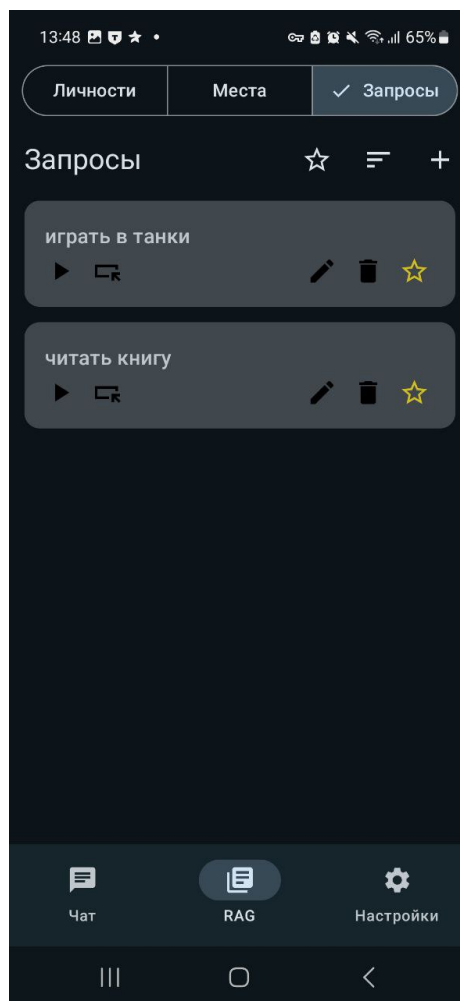 13:48 65%
Личности Места Запросы
Запросы
играть в танки
читать книгу
Чат RAG Настройки